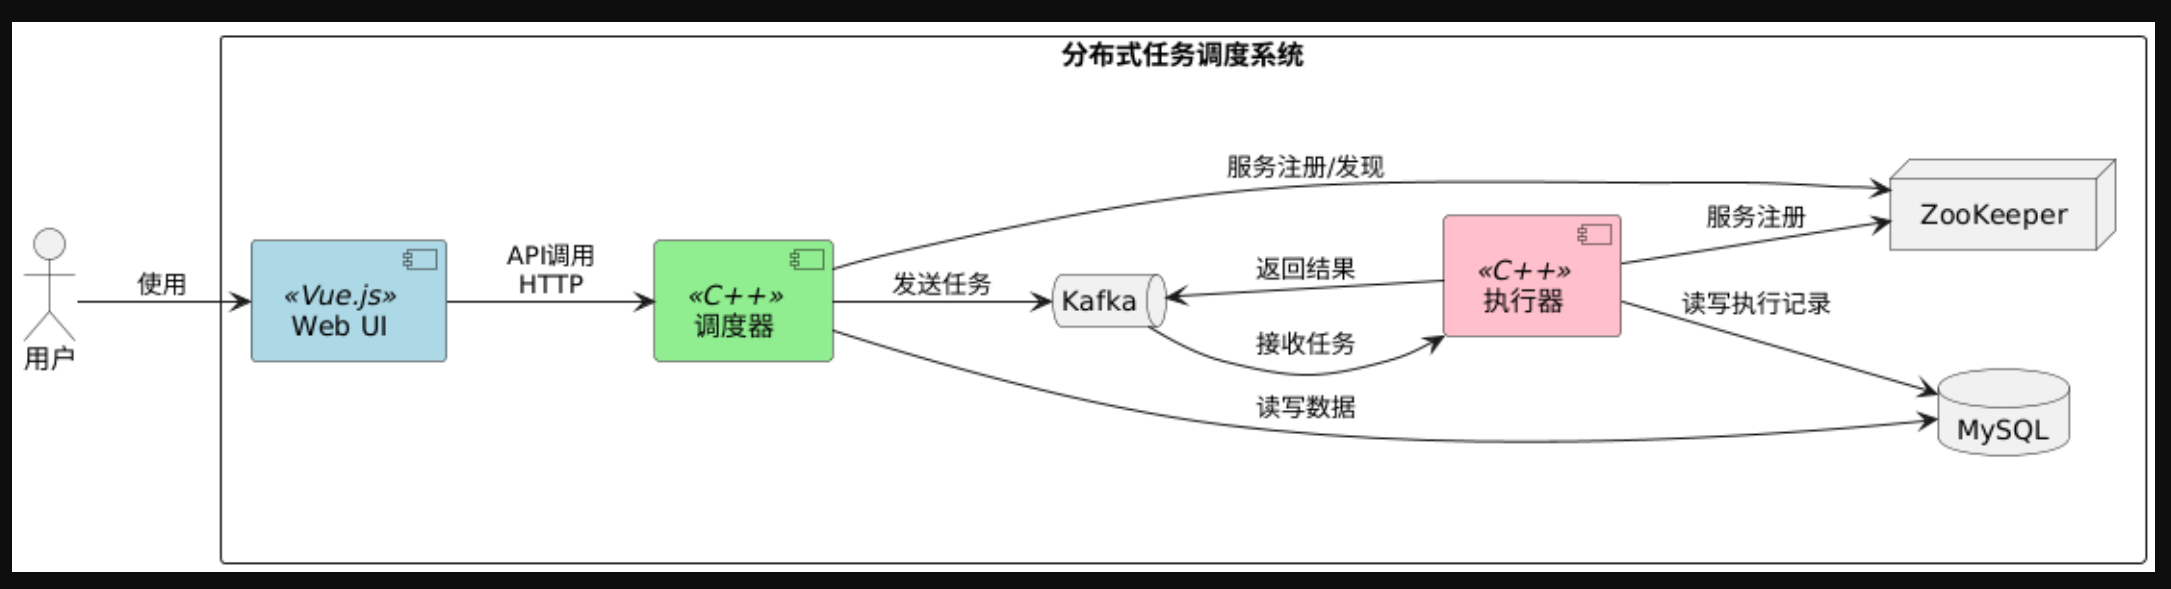 分布式任务调度系统
用户
使用
«Vue.js»
Web UI
API调用
HTTP
«C++»
调度器
服务注册/发现
发送任务
读写数据
Kafka
返回结果
接收任务
«C++»
执行器
服务注册
读写执行记录
ZooKeeper
MySQL